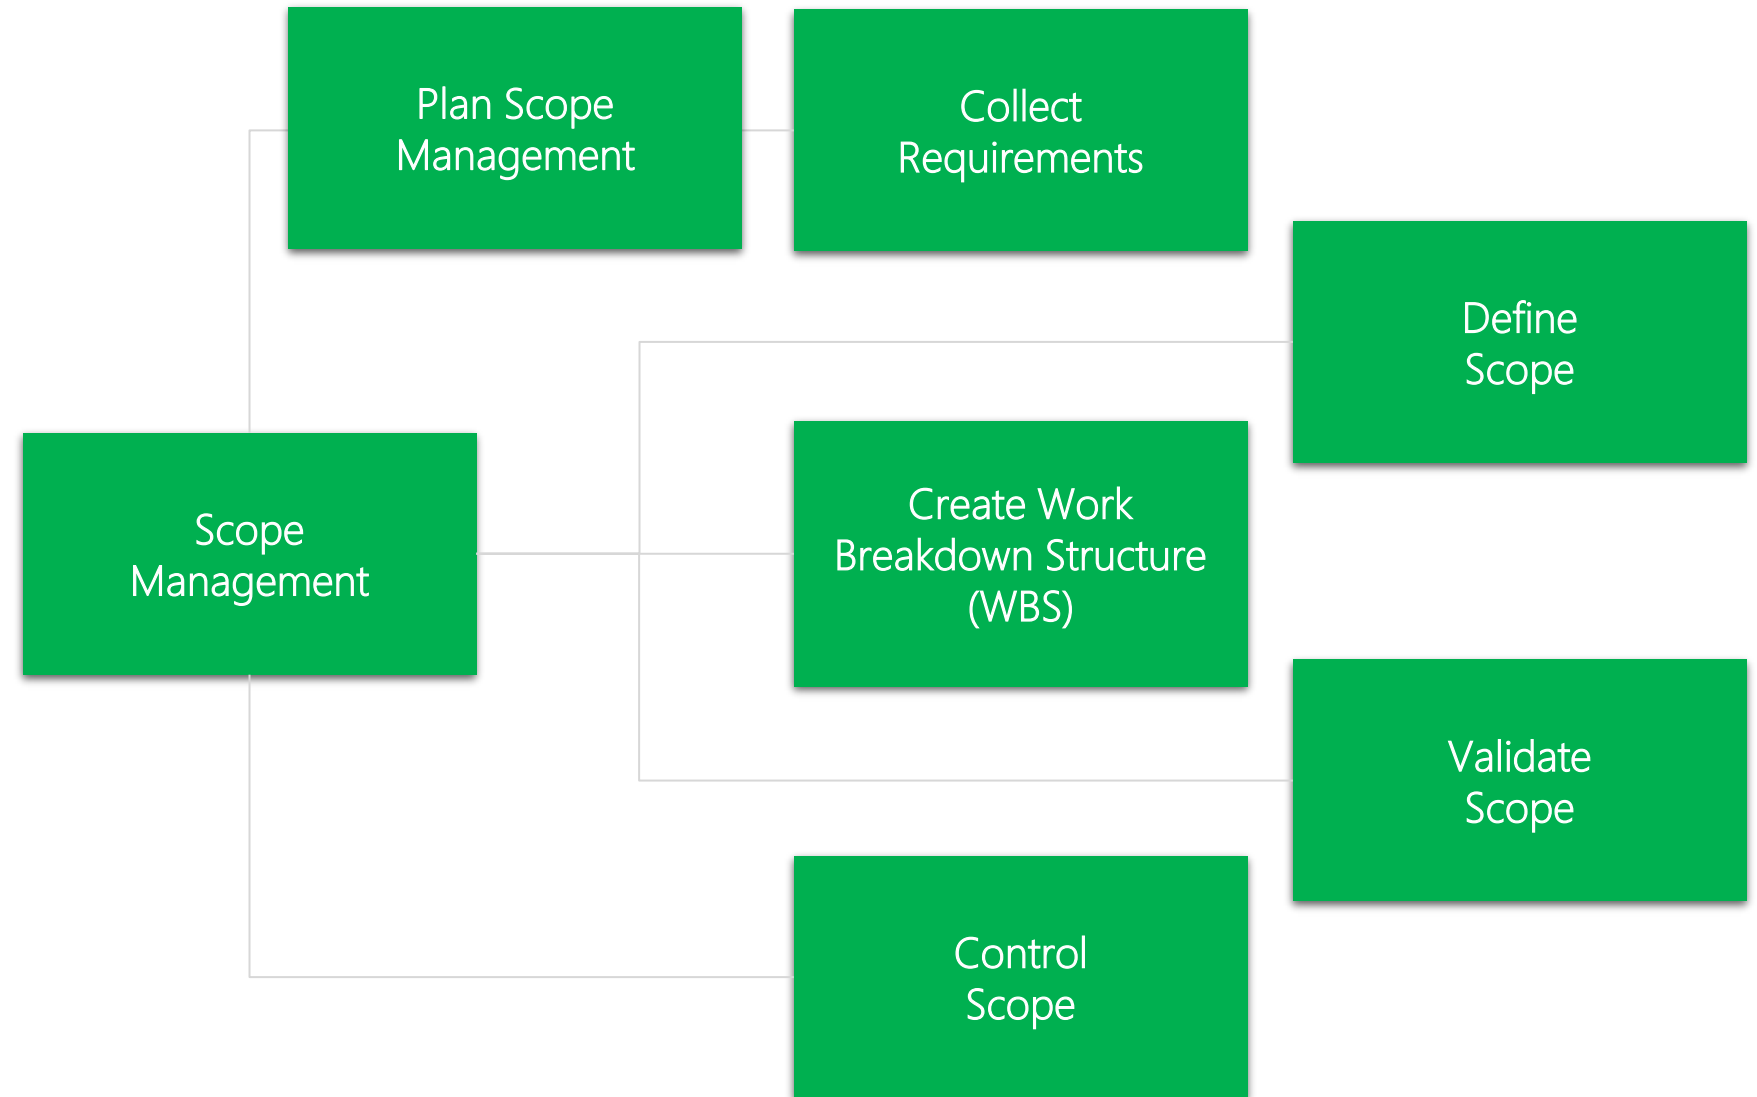 Plan Scope
Management
Collect
Requirements
Define
Scope
Scope
Management
Create Work
Breakdown Structure
(WBS)
Validate
Scope
Control
Scope